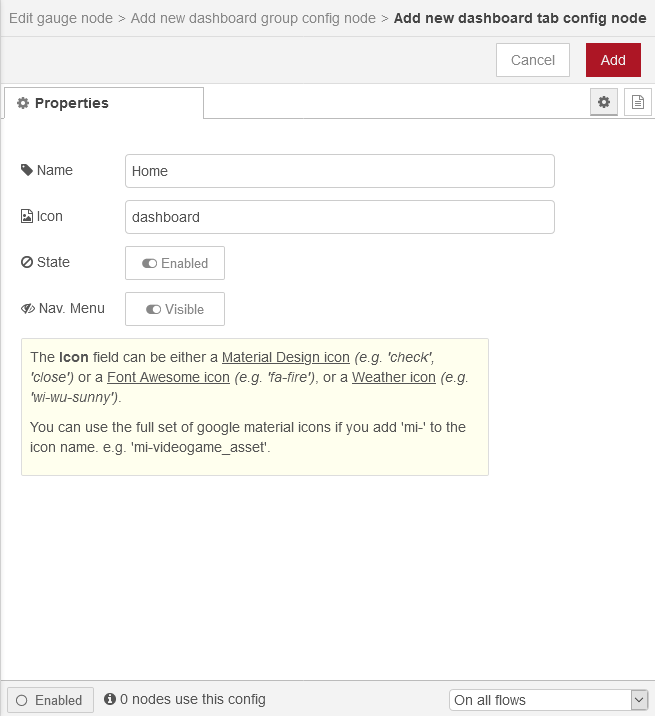 Edit gauge node > Add new dashboard group config node > Add new dashboard tab config node
Cancel Add
Properties
Name Home
Icon dashboard
State Enabled
Nav. Menu Visible
The Icon field can be either a Material Design icon (e.g. 'check',
'close') or a Font Awesome icon (e.g. 'fa-fire'), or a Weather icon (e.g.
'wi-wu-sunny').
You can use the full set of google material icons if you add 'mi-' to the
icon name. e.g. 'mi-videogame_asset'.
Enabled 0 nodes use this config On all flows